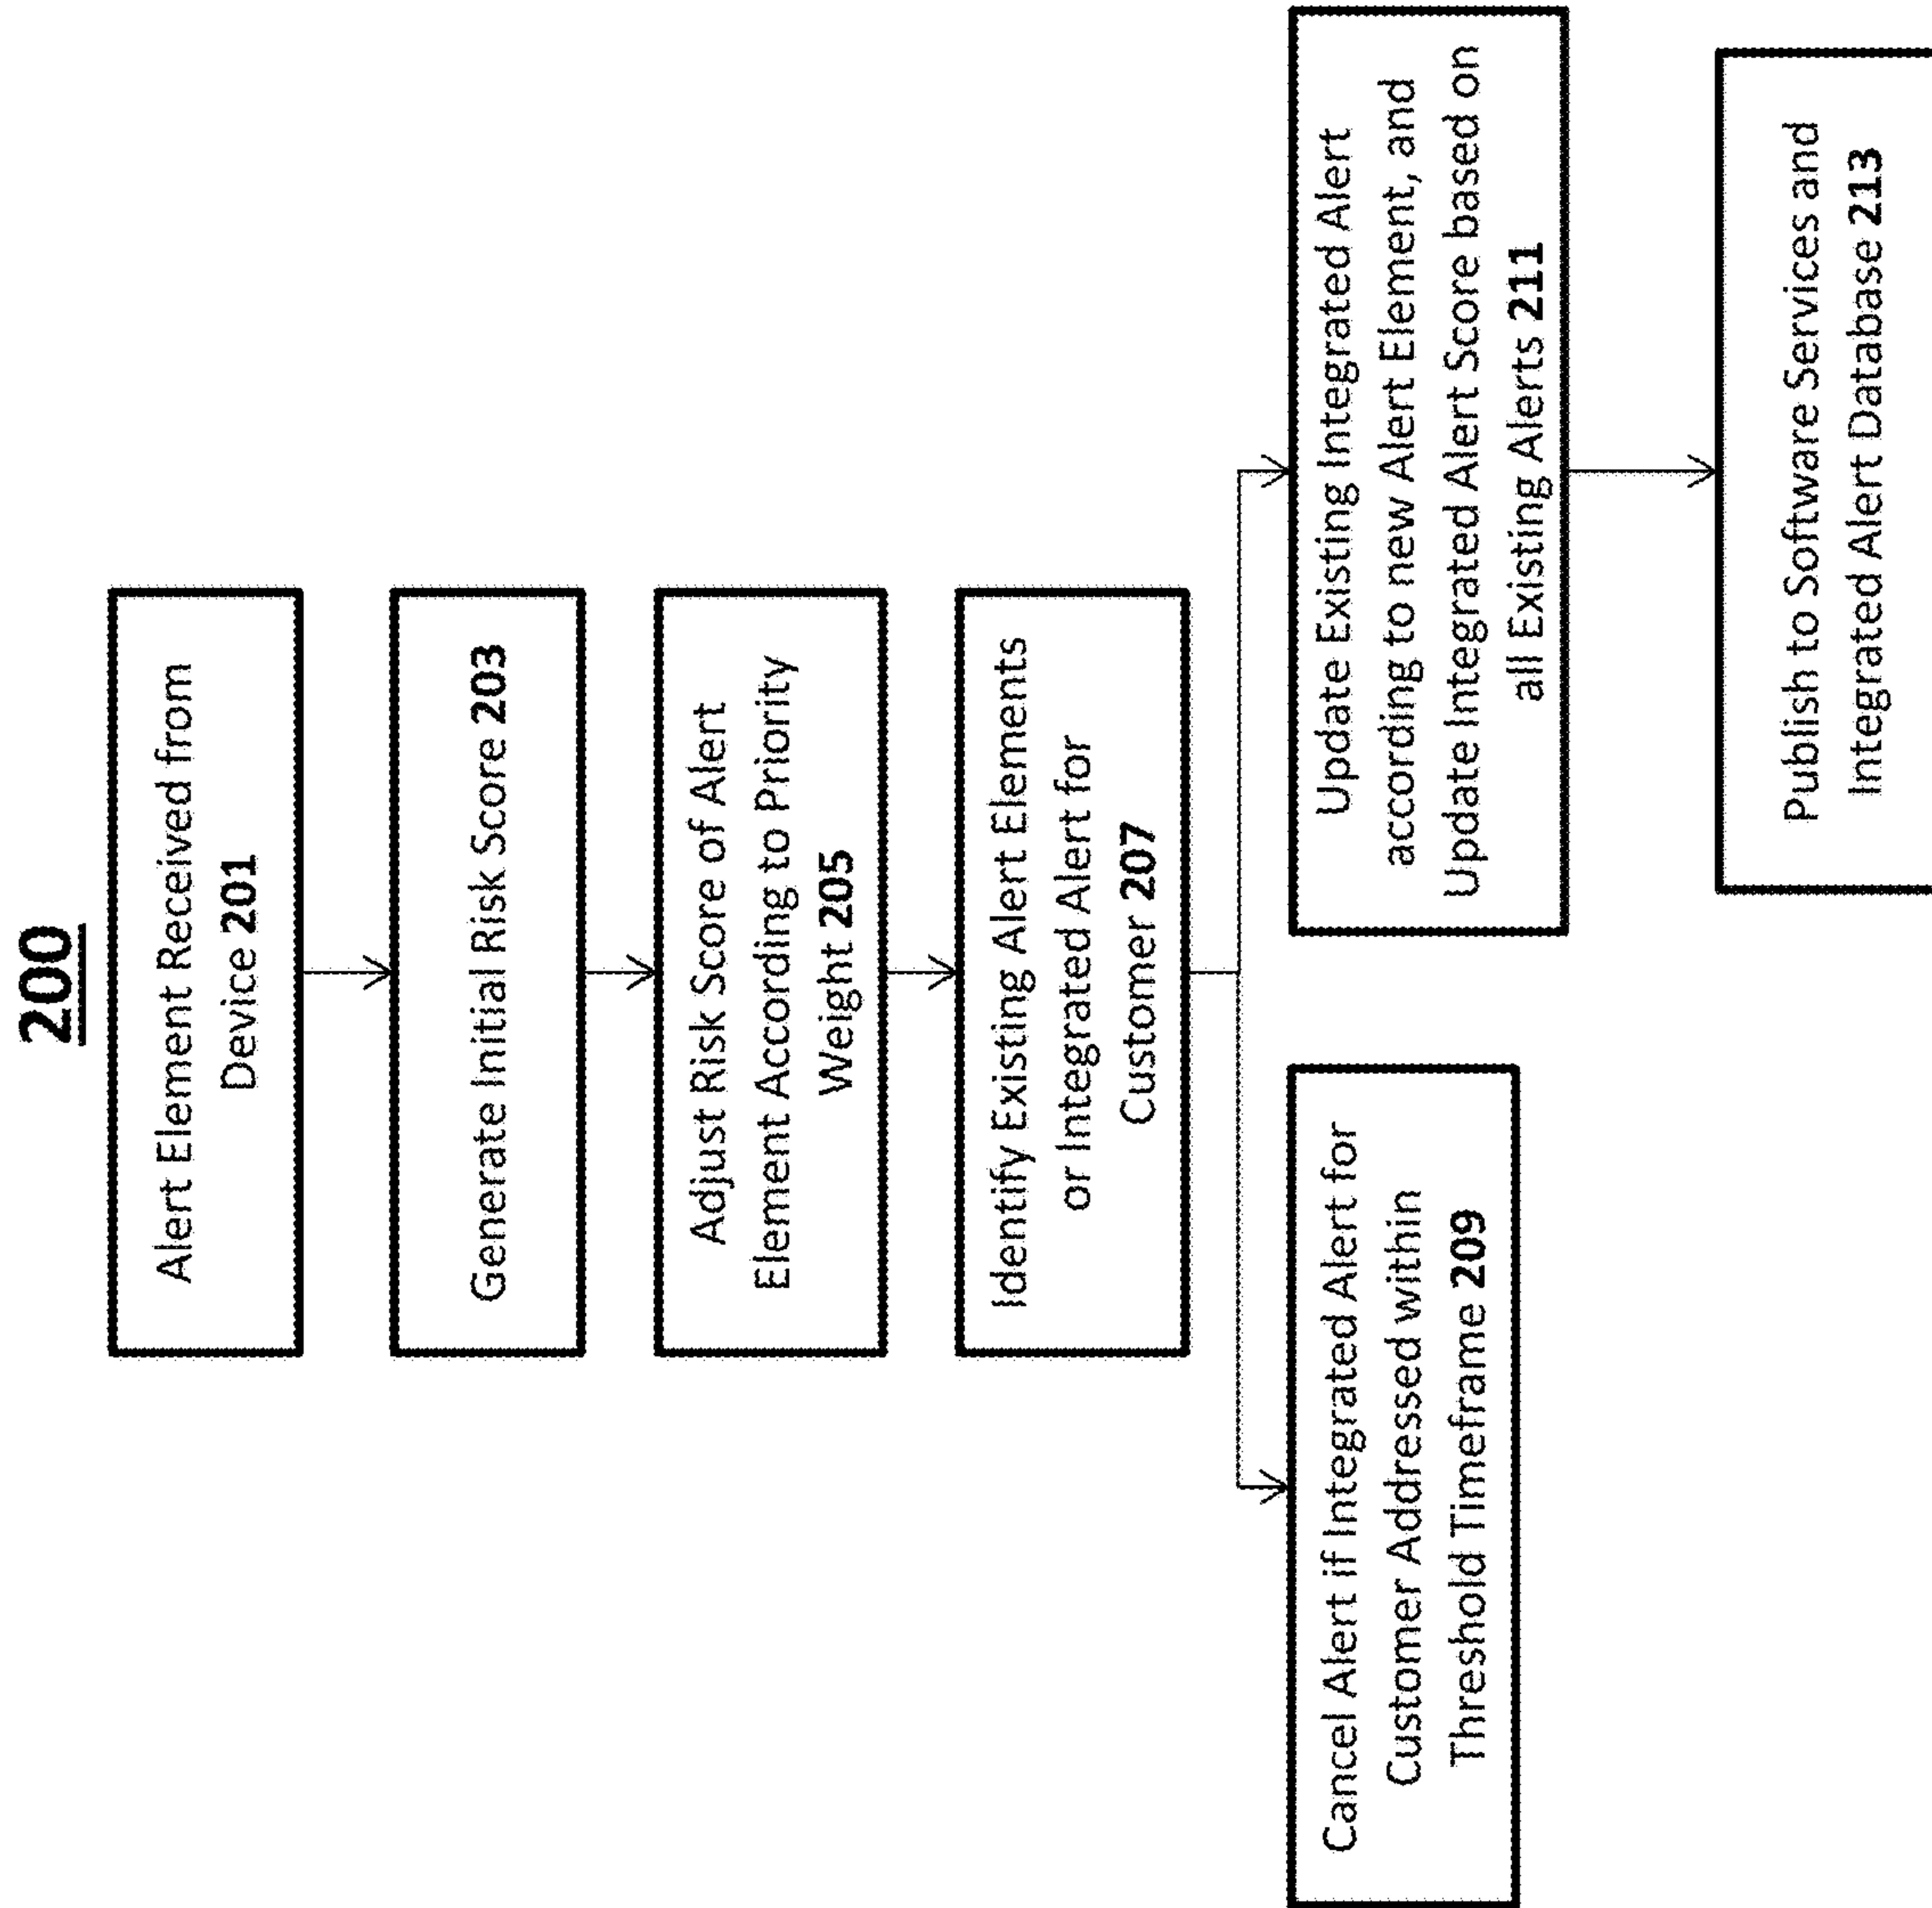 200
Alert Element Received from
Device 201
Generate Initial Risk Score 203
Adjust Risk Score of Alert
Element According to Priority
Weight 205
Identify Existing Alert Elements
or Integrated Alert for
Customer 207
Cancel Alert if Integrated Alert for
Customer Addressed within
Threshold Timeframe 209
Update Existing Integrated Alert
according to new Alert Element, and
Update Integrated Alert Score based on
all Existing Alerts 211
Publish to Software Services and
Integrated Alert Database 213